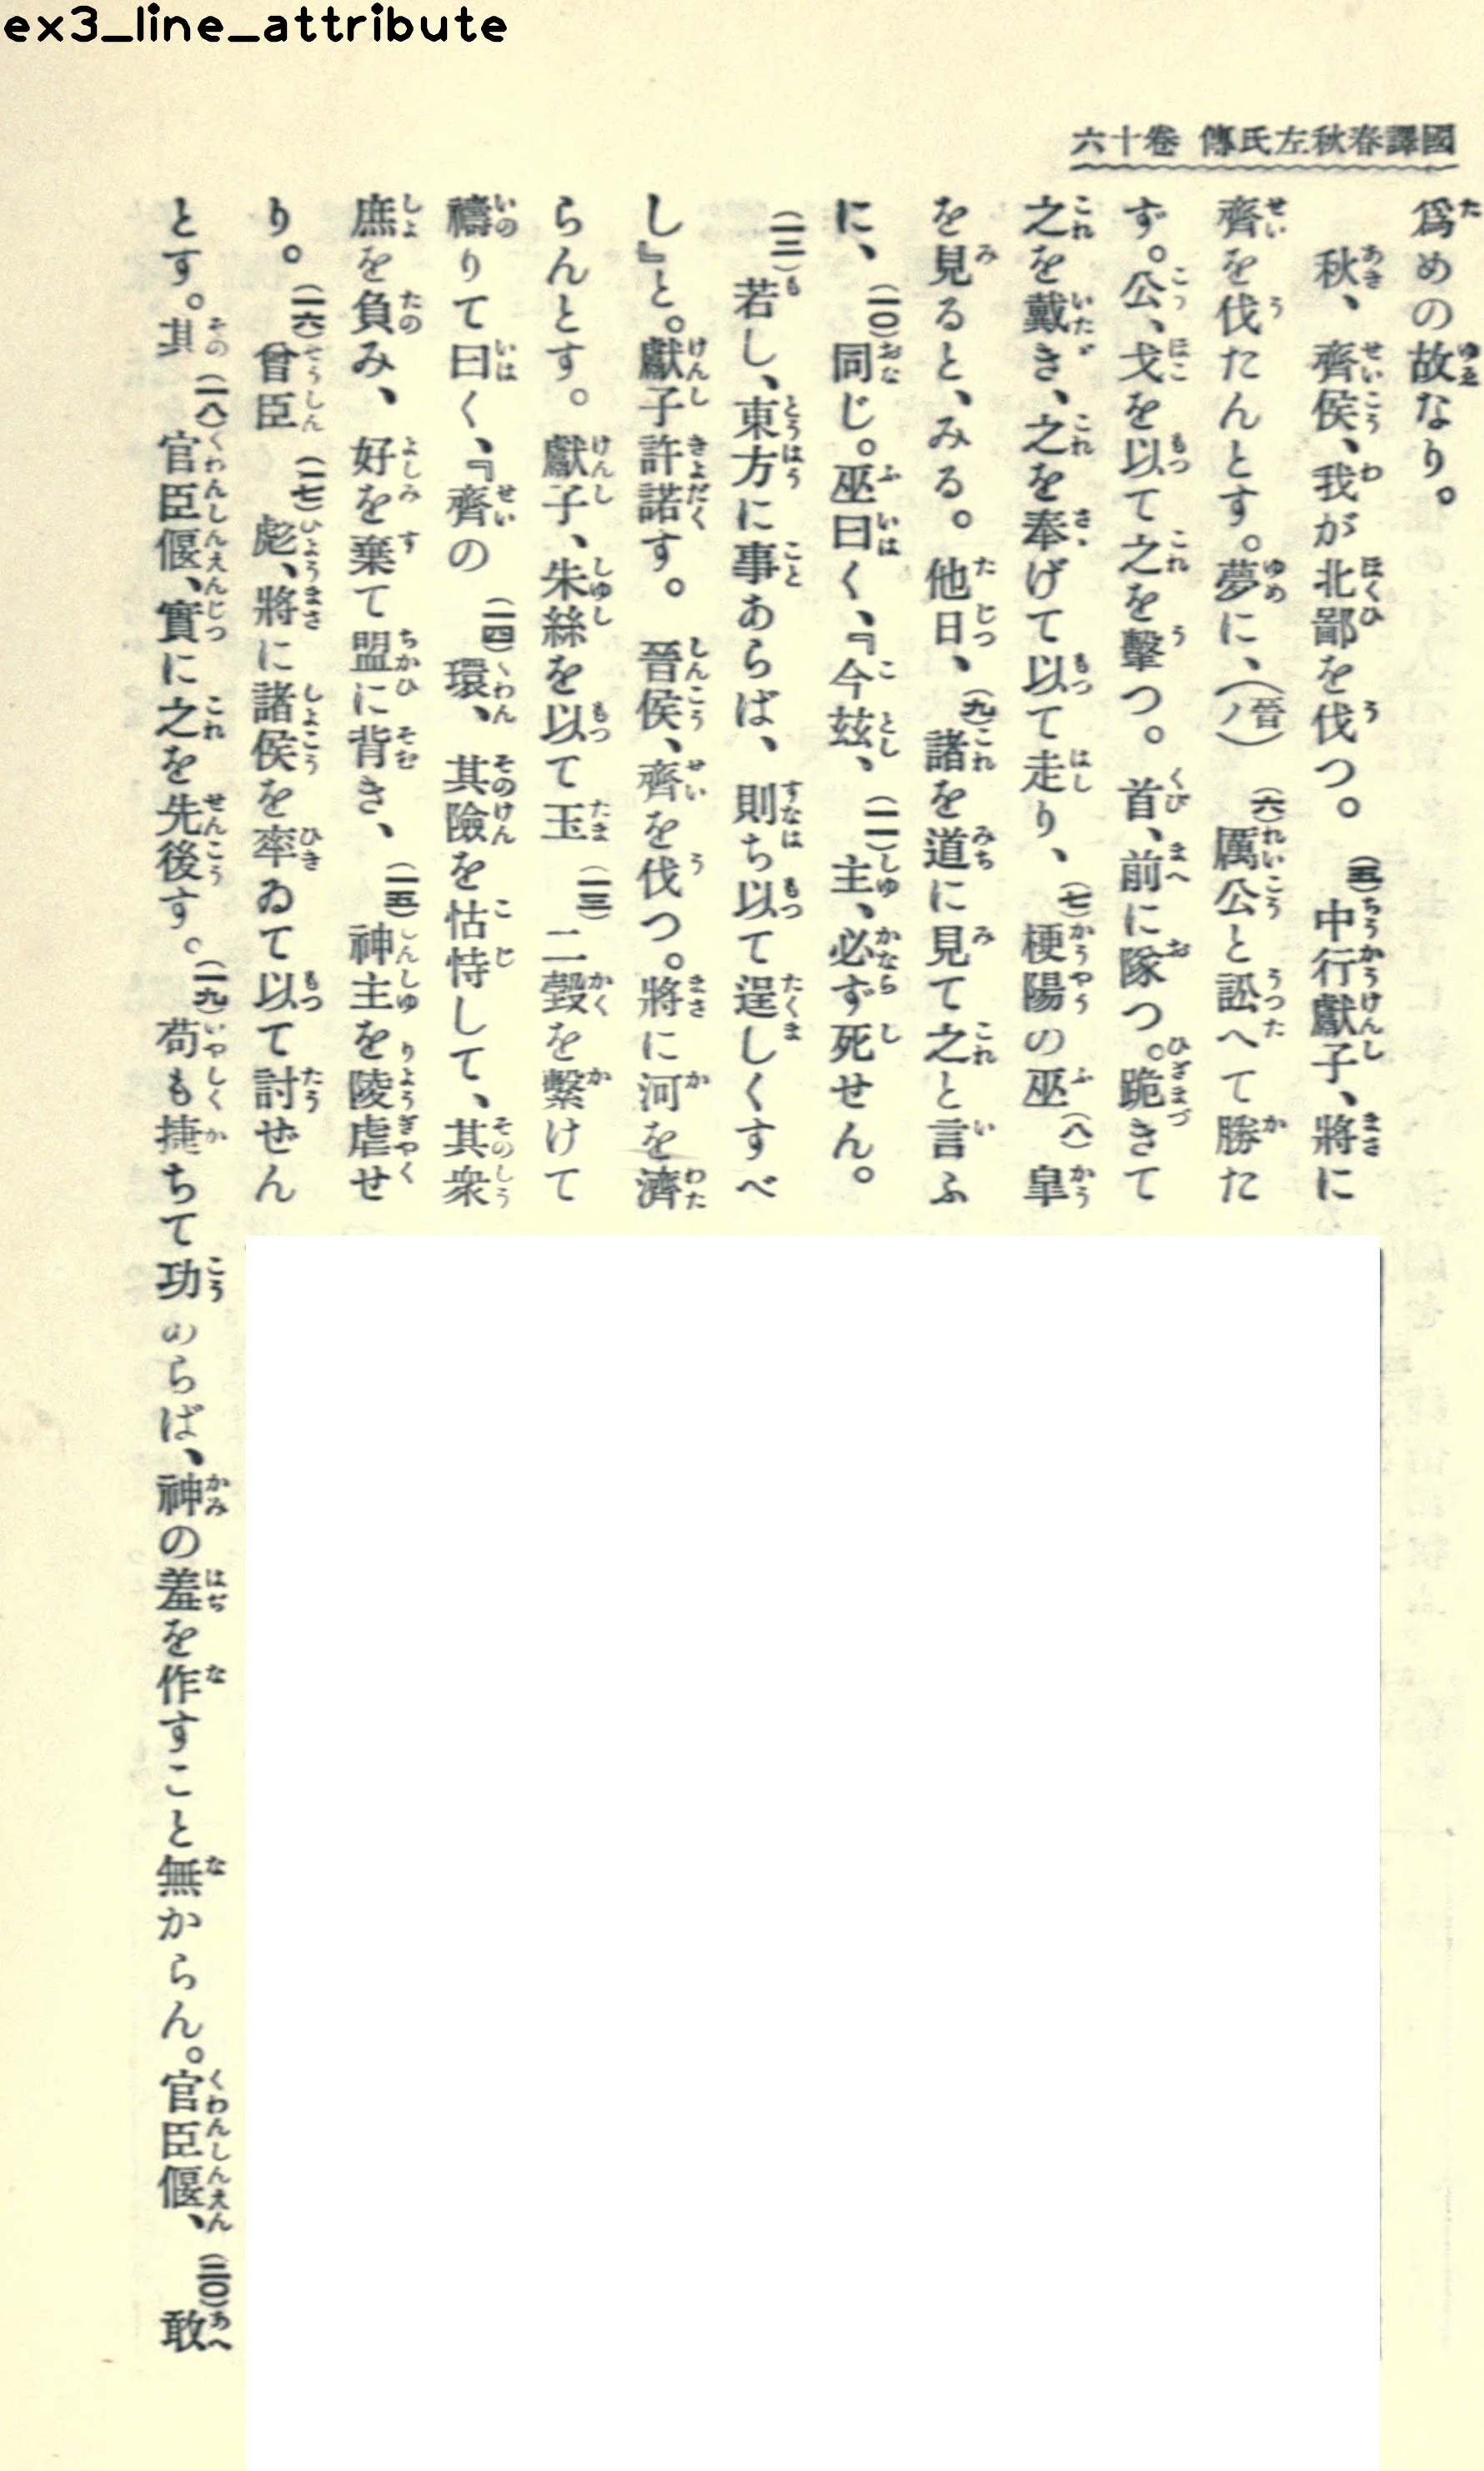 ex3_line_attribute
國譯春秋左氏傳 卷十六
爲めの故なり。
秋、齊侯、我が北鄙を伐つ。(五)中行獻子、將に
齊を伐たんとす。夢に、(晉ノ)(六)厲公と訟へて勝た
ず。公、戈を以て之を擊つ。首、前に隊つ。跪きて
之を戴き、之を奉げて以て走り、(七)梗陽の巫(八)皐
を見ると、みる。他日、(九)諸を道に見て之と言ふ
に、(一〇)同じ。巫曰く、『今玆、(一一)主、必ず死せん。
(一二)若し、東方に事あらば、則ち以て逞しくすべ
し』と。獻子許諾す。晉侯、齊を伐つ。將に河を濟
らんとす。獻子、朱絲を以て玉(一三)二瑴を繫けて
禱りて曰く、『齊の(一四)環、其險を怙恃して、其衆
庶を負み、好を棄て盟に背き、(一五)神主を陵虐せ
り。(一六)曾臣(一七)彪、將に諸侯を率ゐて以て討ぜん
とす。其(一八)官臣偃、實に之を先後す。(一九)苟も捷ちて功あらば、神の羞を作すこと無からん。官臣偃、(二〇)敢